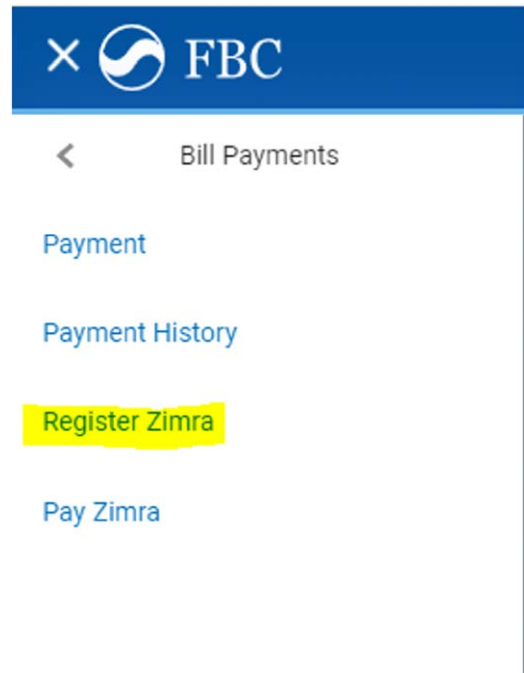 FBC
Bill Payments
Payment
Payment History
Register Zimra
Pay Zimra